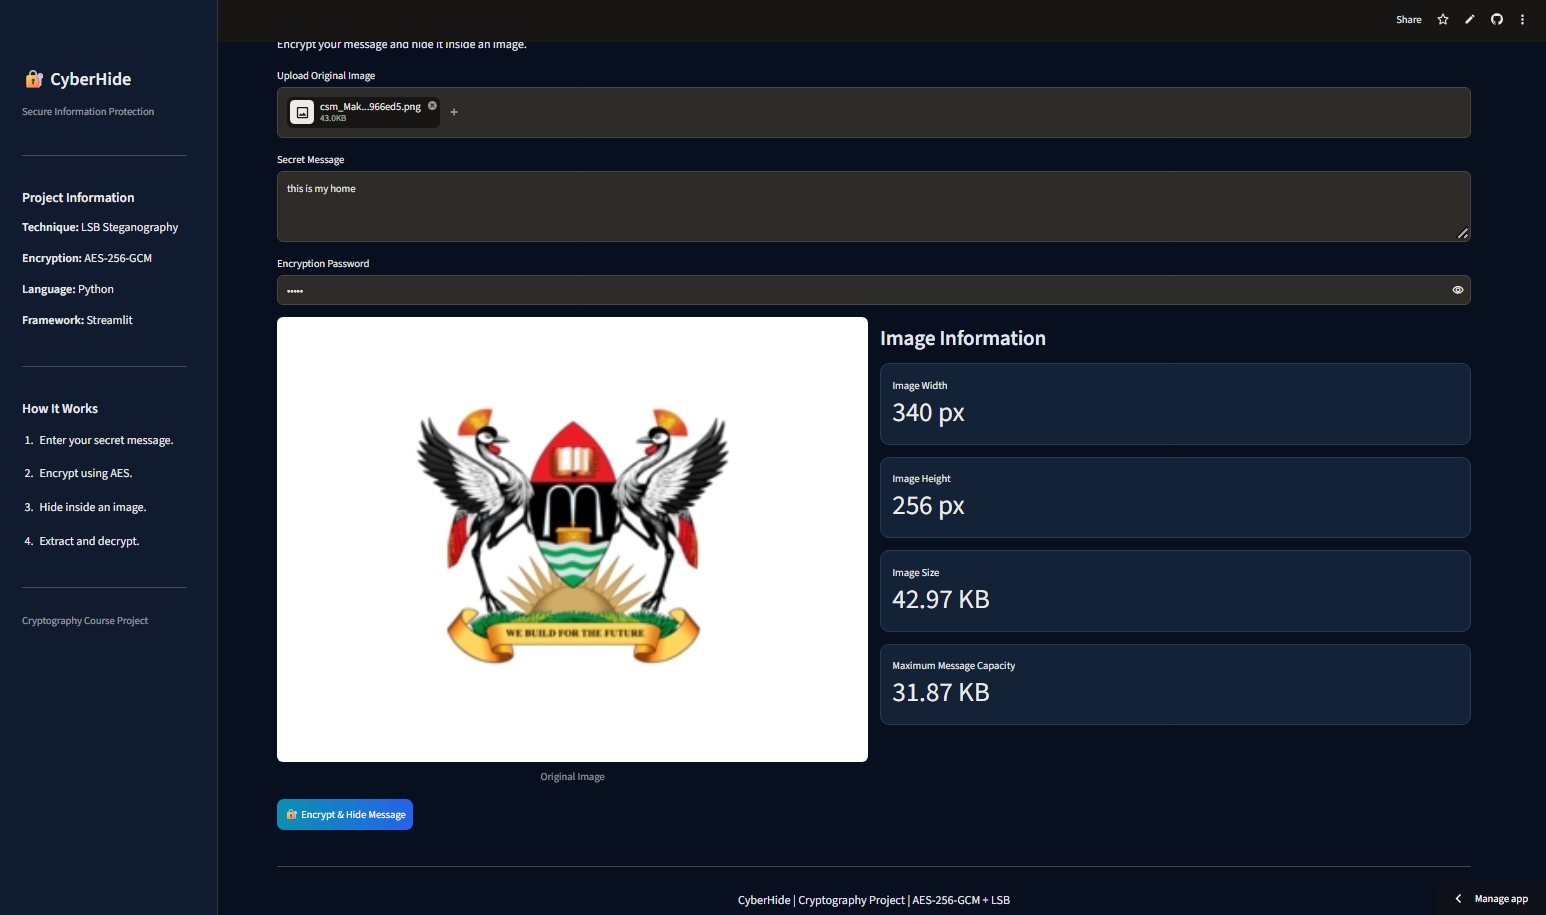 CyberHide
Secure Information Protection
Project Information
Technique: LSB Steganography
Encryption: AES-256-GCM
Language: Python
Framework: Streamlit
How It Works
1. Enter your secret message.
2. Encrypt using AES.
3. Hide inside an image.
4. Extract and decrypt.
Cryptography Course Project
Share
Encrypt your message and hide it inside an image.
Upload Original Image
csm_Mak...966ed5.png
43.0KB
Secret Message
this is my home
Encryption Password
•••••
WE BUILD FOR THE FUTURE
Original Image
Image Information
Image Width
340 px
Image Height
256 px
Image Size
42.97 KB
Maximum Message Capacity
31.87 KB
Encrypt & Hide Message
CyberHide | Cryptography Project | AES-256-GCM + LSB
Manage app